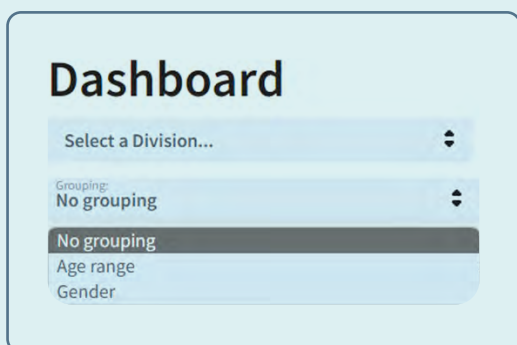 Dashboard
Select a Division...
Grouping:
No grouping
No grouping
Age range
Gender